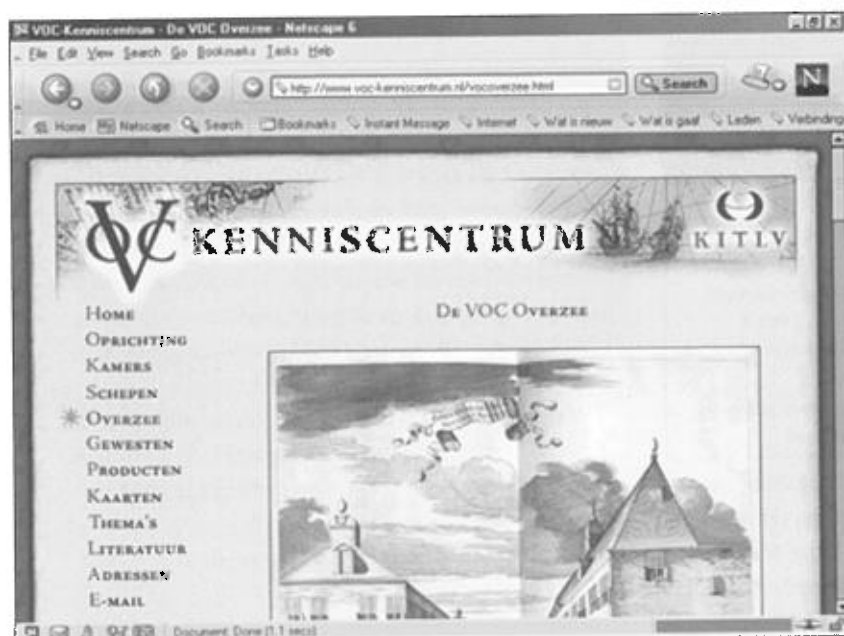 VOC-Kenniscentrum - De VOC Overzee - Netscape 6
File Edit View Search Go Bookmarks Tasks Help
http://www.voc-kenniscentrum.nl/vocoverzee.html Search N
Home Netscape Search Bookmarks Instant Message Internet Wat is nieuw Wat is gaaf Leden Verbinding
VOC KENNISCENTRUM KITLV
HOME
DE VOC OVERZEE
OPRICHTING
KAMERS
SCHEPEN
OVERZEE
GEWESTEN
PRODUCTEN
KAARTEN
THEMA'S
LITERATUUR
ADRESSEN
E-MAIL
Document: Done (1.1 secs)